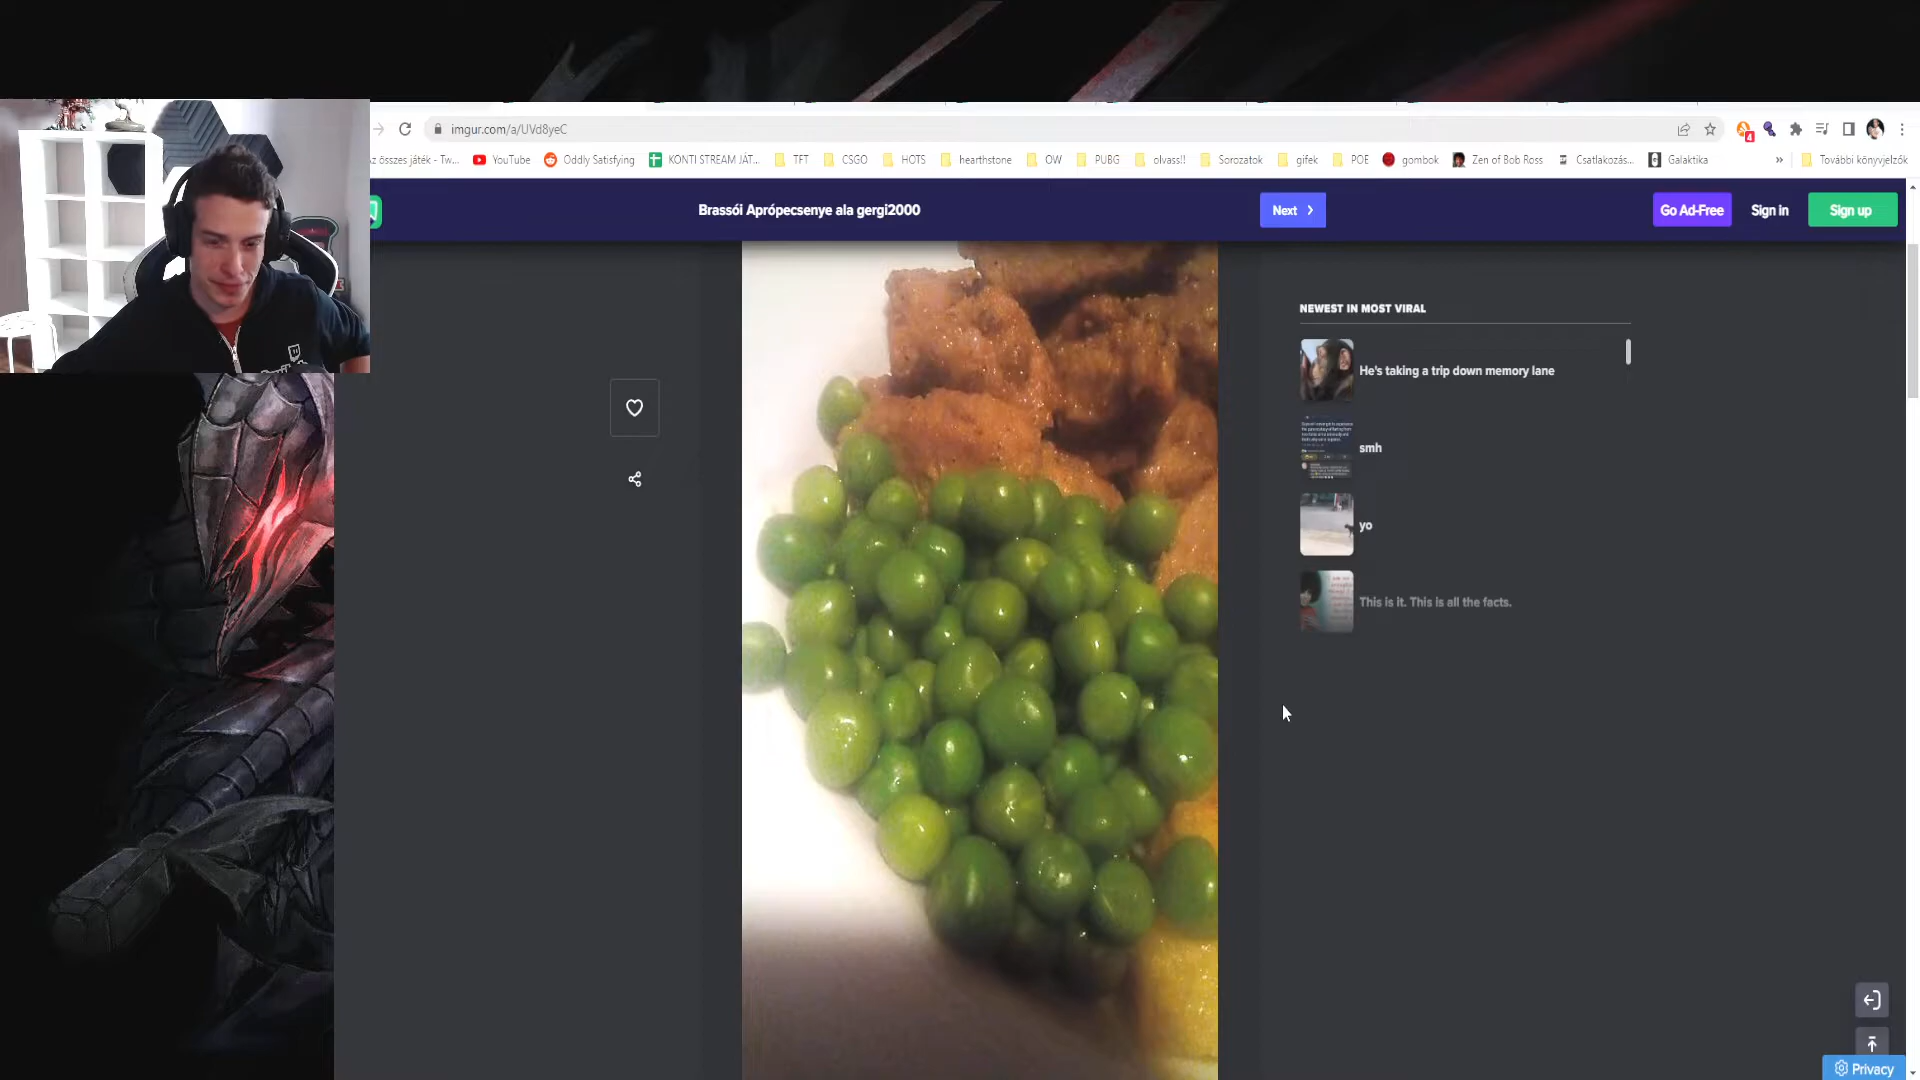 imgur.com/a/UVd8yeC
4
az összes játék - Tw...
YouTube
Oddly Satisfying
KONTI STREAM JÁT...
TFT
CSGO
HOTS
hearthstone
OW
PUBG
olvass!!
Sorozatok
gifek
POE
gombok
Zen of Bob Ross
Csatlakozás...
Galaktika
»
További könyvjelzők
Brassói Aprópecsenye ala gergi2000
Next
Go Ad-Free
Sign in
Sign up
NEWEST IN MOST VIRAL
He's taking a trip down memory lane
smh
yo
This is it. This is all the facts.
Privacy